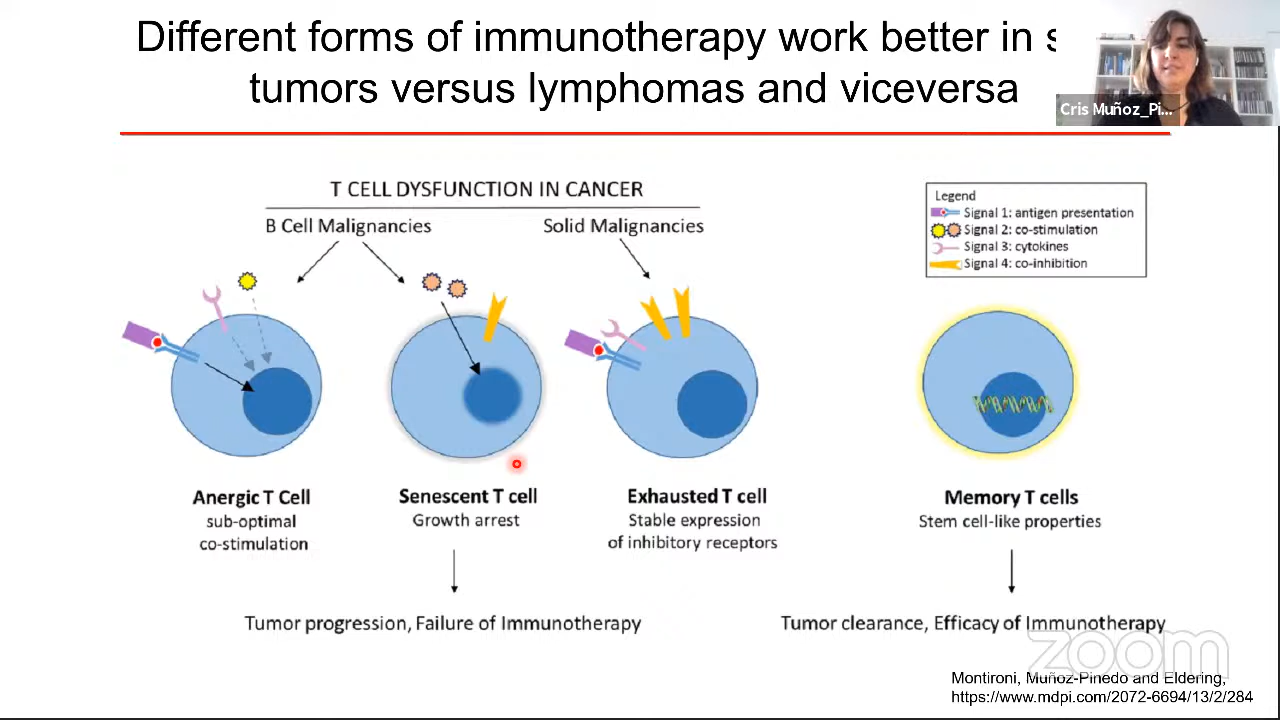 Different forms of immunotherapy work better in s
tumors versus lymphomas and viceversa
Cris Muñoz_Pi...
T CELL DYSFUNCTION IN CANCER
B Cell Malignancies
Solid Malignancies
Legend
Signal 1: antigen presentation
Signal 2: co-stimulation
Signal 3: cytokines
Signal 4: co-inhibition
Anergic T Cell
sub-optimal
co-stimulation
Senescent T cell
Growth arrest
Exhausted T cell
Stable expression
of inhibitory receptors
Memory T cells
Stem cell-like properties
Tumor progression, Failure of Immunotherapy
Tumor clearance, Efficacy of Immunotherapy
zoom
Montironi, Muñoz-Pinedo and Eldering,
https://www.mdpi.com/2072-6694/13/2/284